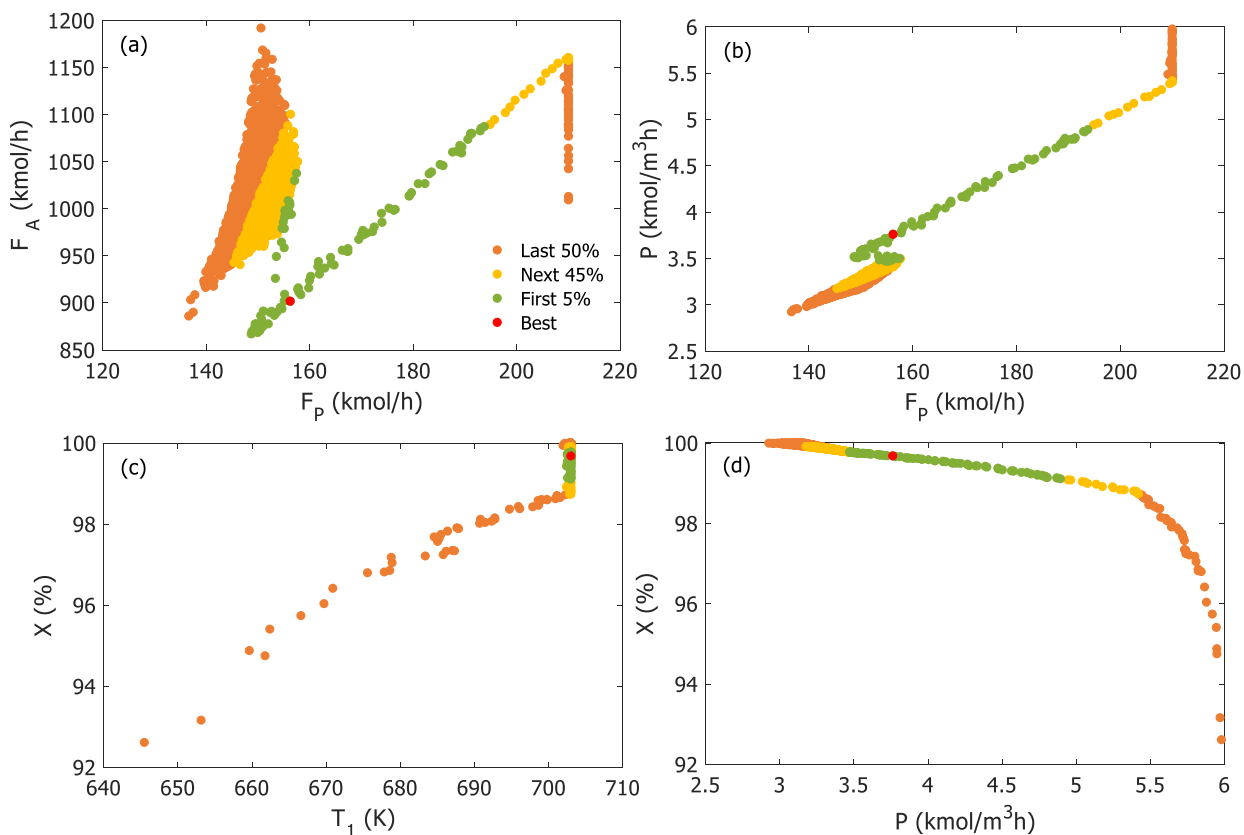 (a)
1200
1150
1100
1050
1000
950
900
850
F_A (kmol/h)
120 140 160 180 200 220
F_P (kmol/h)
Last 50%
Next 45%
First 5%
Best
(b)
6
5.5
5
4.5
4
3.5
3
2.5
P (kmol/m³h)
120 140 160 180 200 220
F_P (kmol/h)
(c)
100
98
96
94
92
X (%)
640 650 660 670 680 690 700 710
T_1 (K)
(d)
100
98
96
94
92
X (%)
2.5 3 3.5 4 4.5 5 5.5 6
P (kmol/m³h)